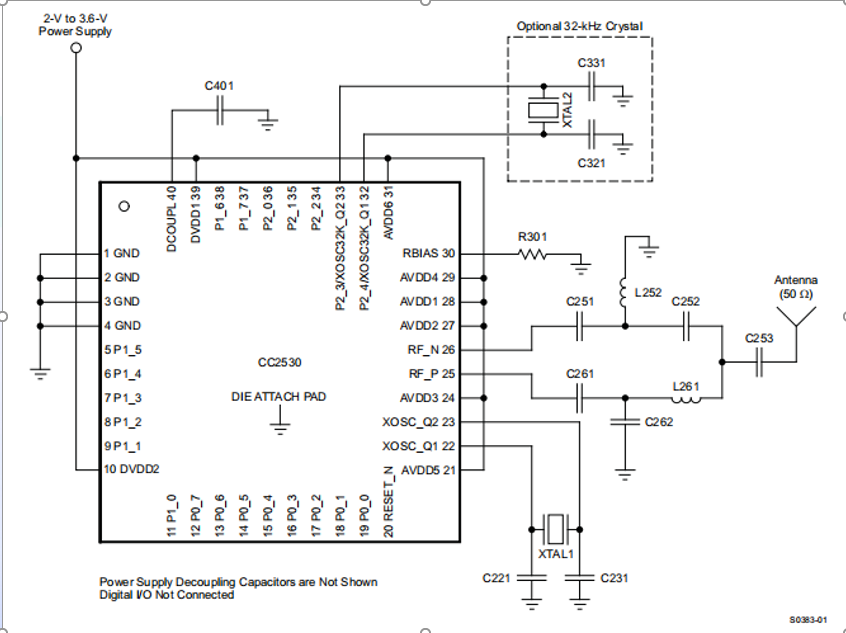 2-V to 3.6-V
Power Supply
Optional 32-kHz Crystal
C401
C331
XTAL2
C321
DCOUPL 40
DVDD1 39
P1_6 38
P1_7 37
P2_0 36
P2_1 35
P2_2 34
P2_3/XOSC32K_Q2 33
P2_4/XOSC32K_Q1 32
AVDD6 31
1 GND
2 GND
3 GND
4 GND
5 P1_5
6 P1_4
7 P1_3
8 P1_2
9 P1_1
10 DVDD2
CC2530
DIE ATTACH PAD
RBIAS 30
AVDD4 29
AVDD1 28
AVDD2 27
RF_N 26
RF_P 25
AVDD3 24
XOSC_Q2 23
XOSC_Q1 22
AVDD5 21
11 P1_0
12 P0_7
13 P0_6
14 P0_5
15 P0_4
16 P0_3
17 P0_2
18 P0_1
19 P0_0
20 RESET_N
R301
L252
C251
C252
Antenna
(50 Ω)
C253
C261
L261
C262
XTAL1
C221
C231
Power Supply Decoupling Capacitors are Not Shown
Digital I/O Not Connected
S0383-01